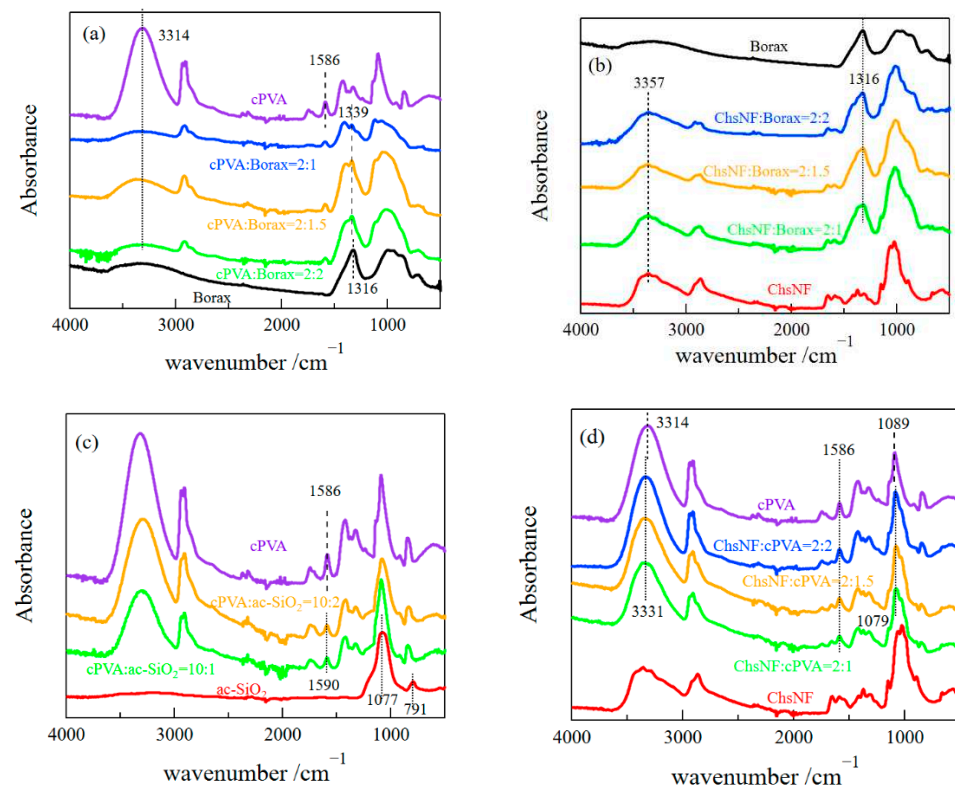 (a)
3314
1586
cPVA
1339
cPVA:Borax=2:1
cPVA:Borax=2:1.5
cPVA:Borax=2:2
Borax
1316
Absorbance
4000 3000 2000 1000
wavenumber /cm⁻¹
Borax
(b)
3357
1316
ChsNF:Borax=2:2
ChsNF:Borax=2:1.5
ChsNF:Borax=2:1
ChsNF
Absorbance
4000 3000 2000 1000
wavenumber /cm⁻¹
(c)
1586
cPVA
cPVA:ac-SiO₂=10:2
cPVA:ac-SiO₂=10:1
1590
ac-SiO₂
1077
791
Absorbance
4000 3000 2000 1000
wavenumber /cm⁻¹
(d)
3314
1089
1586
cPVA
ChsNF:cPVA=2:2
ChsNF:cPVA=2:1.5
3331
1079
ChsNF:cPVA=2:1
ChsNF
Absorbance
4000 3000 2000 1000
wavenumber /cm⁻¹